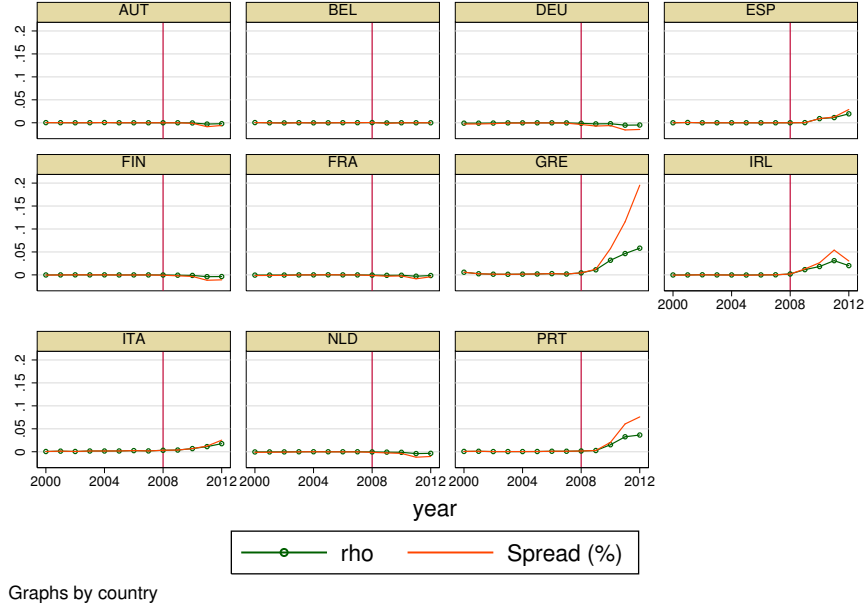 AUT BEL DEU ESP
.2
.15
.1
.05
0
FIN FRA GRE IRL
.2
.15
.1
.05
0
2000 2004 2008 2012
ITA NLD PRT
.2
.15
.1
.05
0
2000 2008 2012 2000 2004 2008 2012 2000 2004 2008 2012
year
rho Spread (%)
Graphs by country